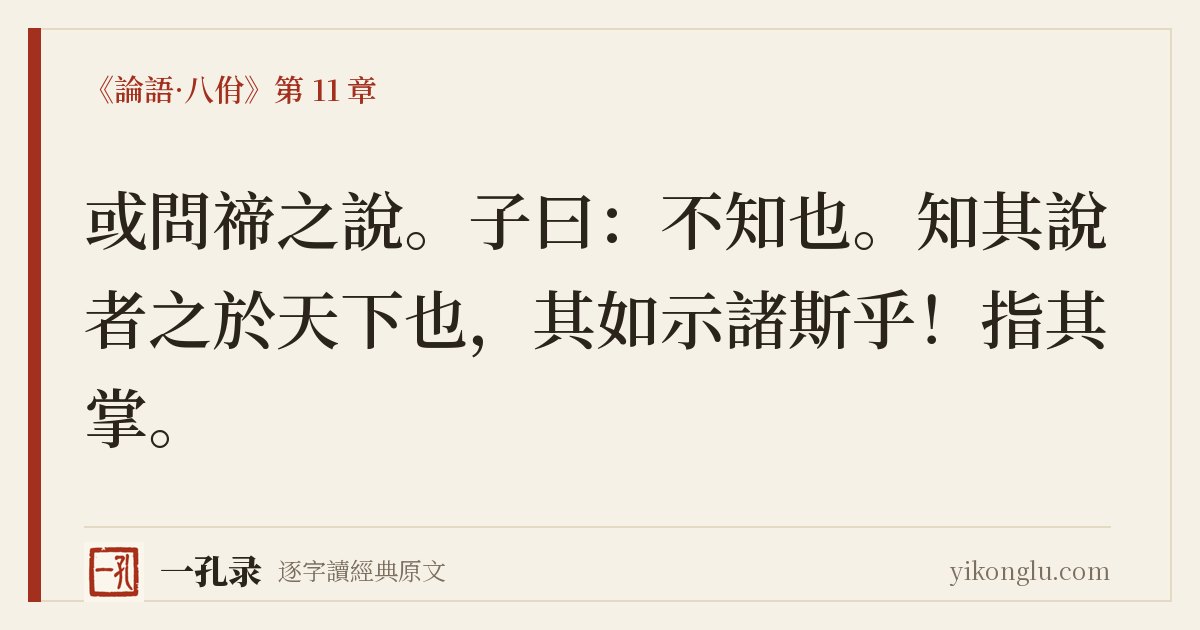 《論語·八佾》第 11 章
或問禘之說。子曰：不知也。知其說
者之於天下也，其如示諸斯乎！指其
掌。
一孔
一孔录 逐字讀經典原文
yikonglu.com